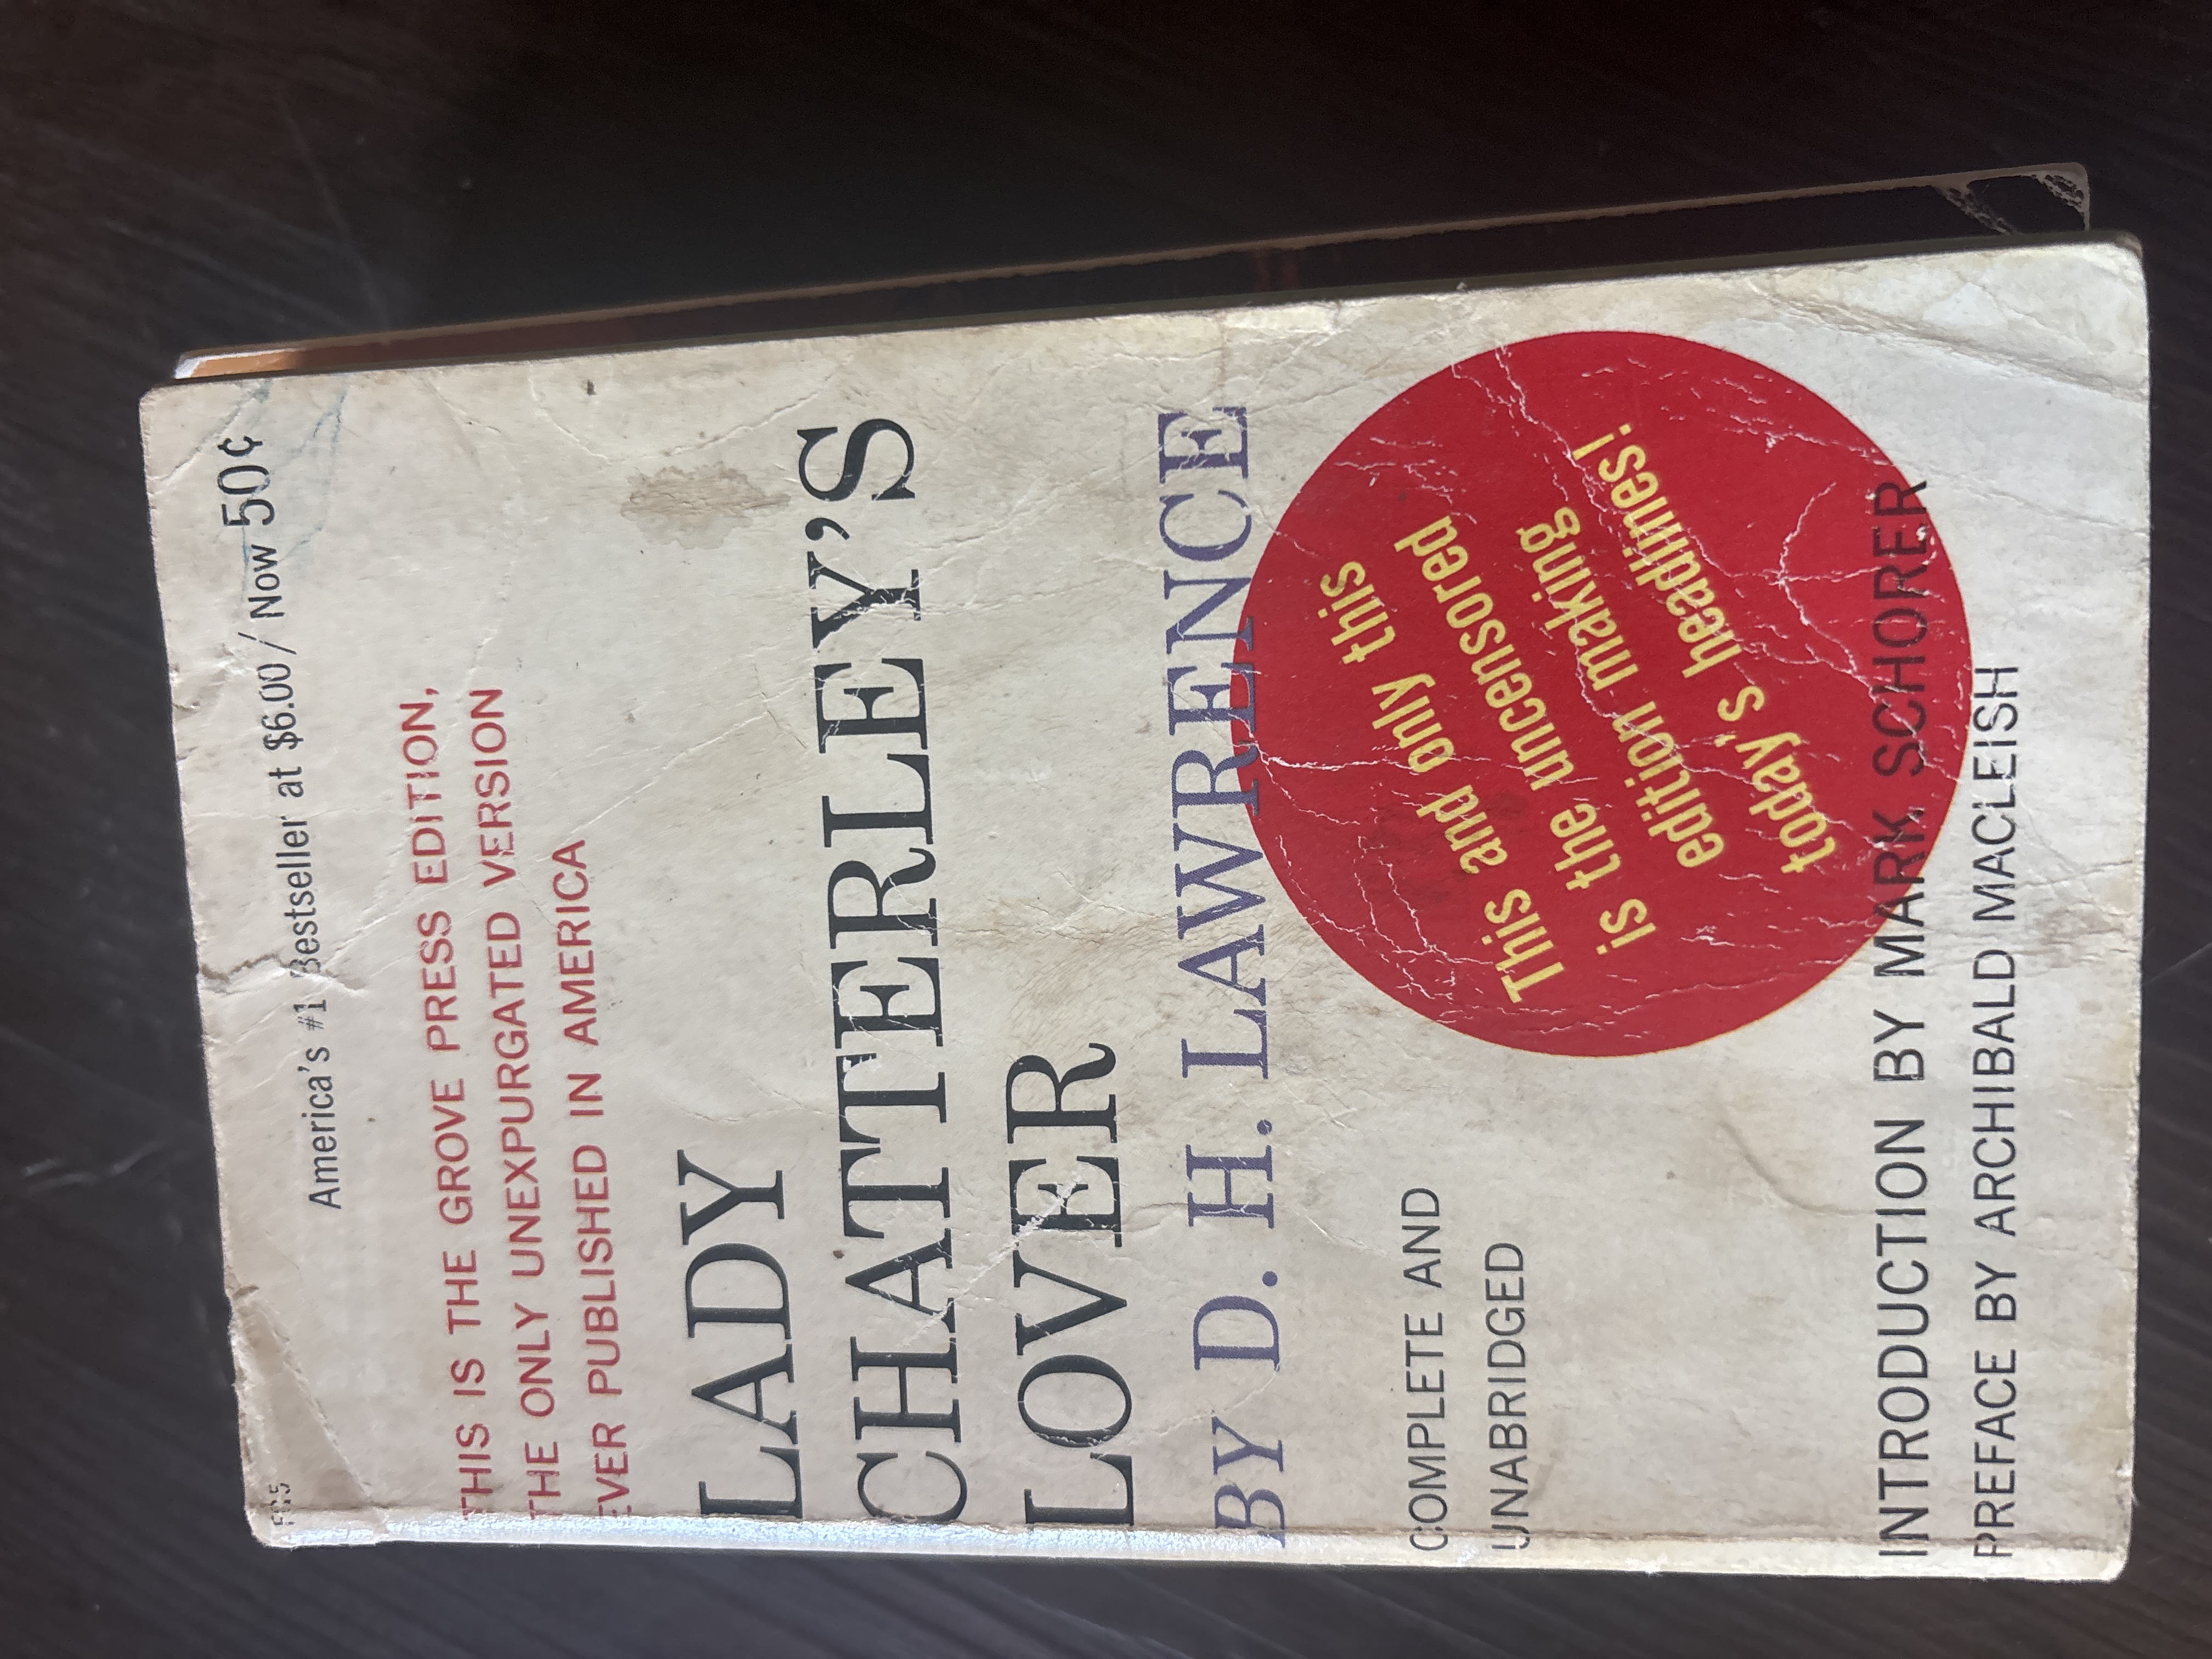 America's #1 Bestseller at $6.00 / Now 50¢
THIS IS THE GROVE PRESS EDITION,
THE ONLY UNEXPURGATED VERSION
EVER PUBLISHED IN AMERICA
LADY
CHATTERLEY'S
LOVER
BY D. H. LAWRENCE
This and only this
is the uncensored
edition making
today's headlines!
COMPLETE AND
UNABRIDGED
INTRODUCTION BY MARK SCHORER
PREFACE BY ARCHIBALD MACLEISH